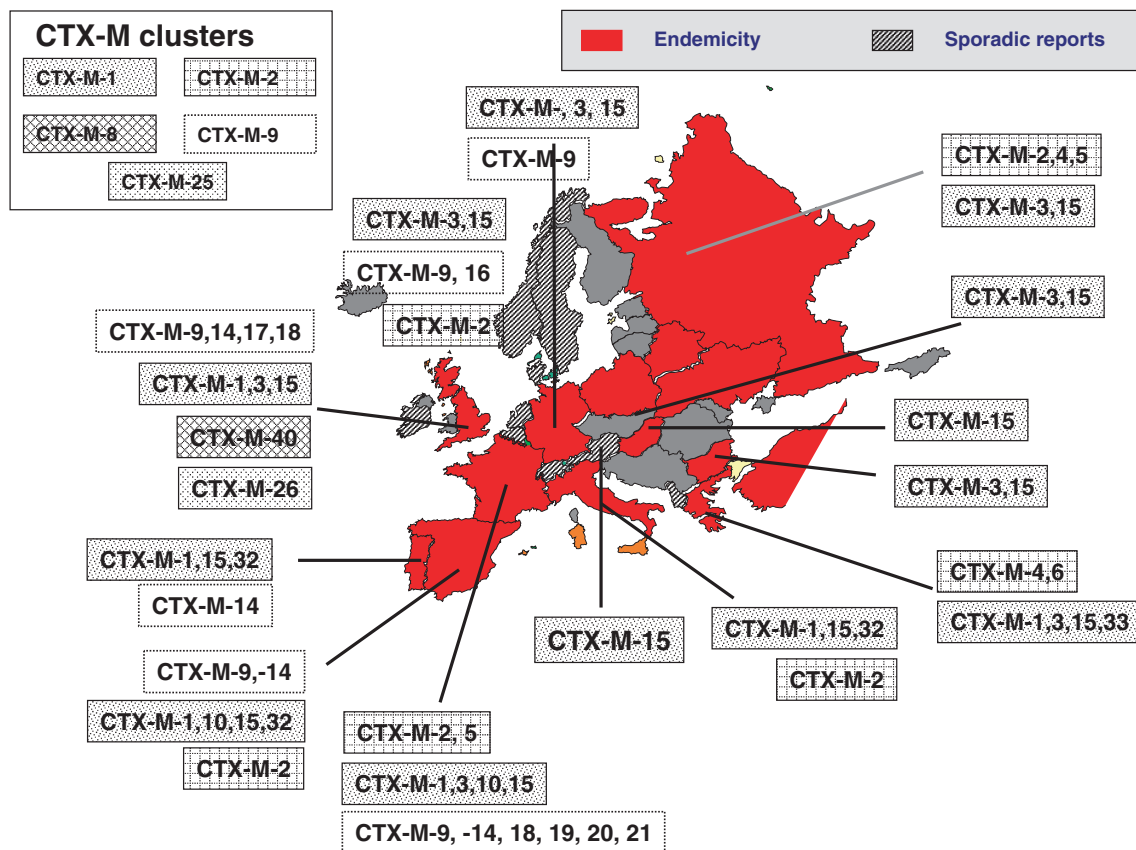 CTX-M clusters
CTX-M-1
CTX-M-2
CTX-M-8
CTX-M-9
CTX-M-25
Endemicity
Sporadic reports
CTX-M-, 3, 15
CTX-M-9
CTX-M-2,4,5
CTX-M-3,15
CTX-M-3,15
CTX-M-9, 16
CTX-M-2
CTX-M-3,15
CTX-M-9,14,17,18
CTX-M-1,3,15
CTX-M-40
CTX-M-26
CTX-M-15
CTX-M-3,15
CTX-M-1,15,32
CTX-M-14
CTX-M-4,6
CTX-M-1,3,15,33
CTX-M-15
CTX-M-1,15,32
CTX-M-2
CTX-M-9,-14
CTX-M-1,10,15,32
CTX-M-2
CTX-M-2, 5
CTX-M-1,3,10,15
CTX-M-9, -14, 18, 19, 20, 21